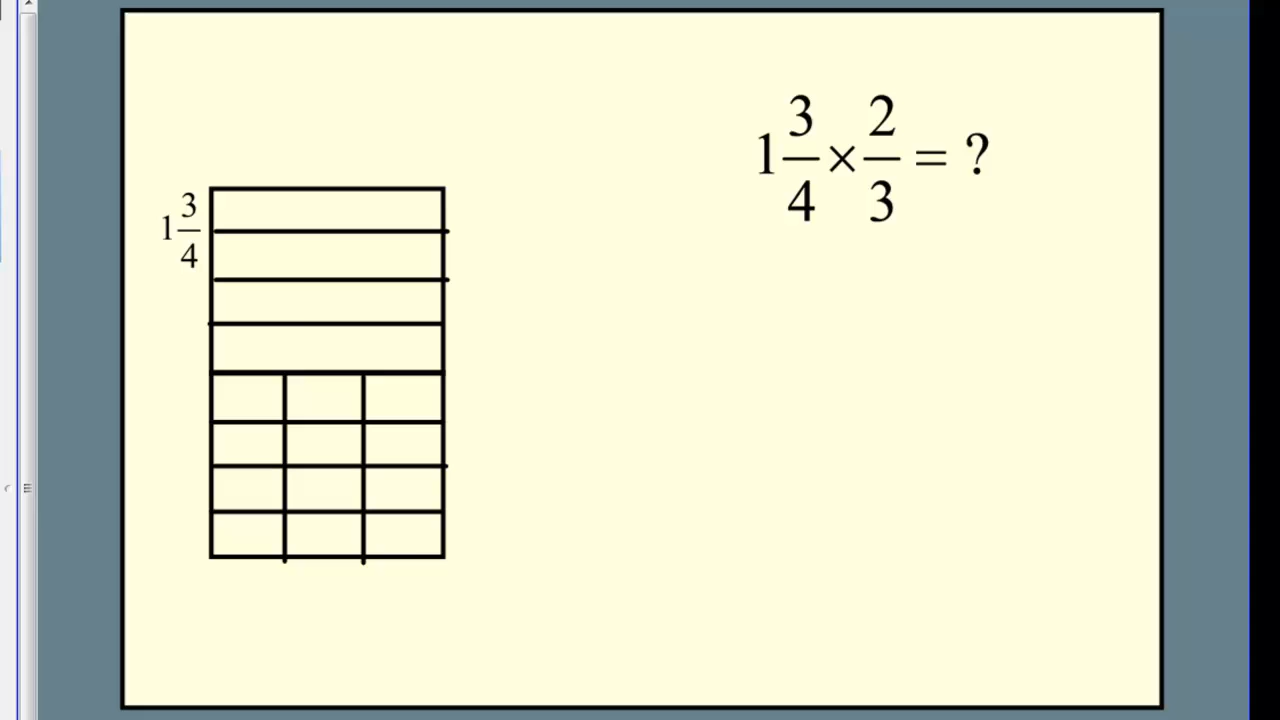 1 3/4 × 2/3 = ?
1 3/4